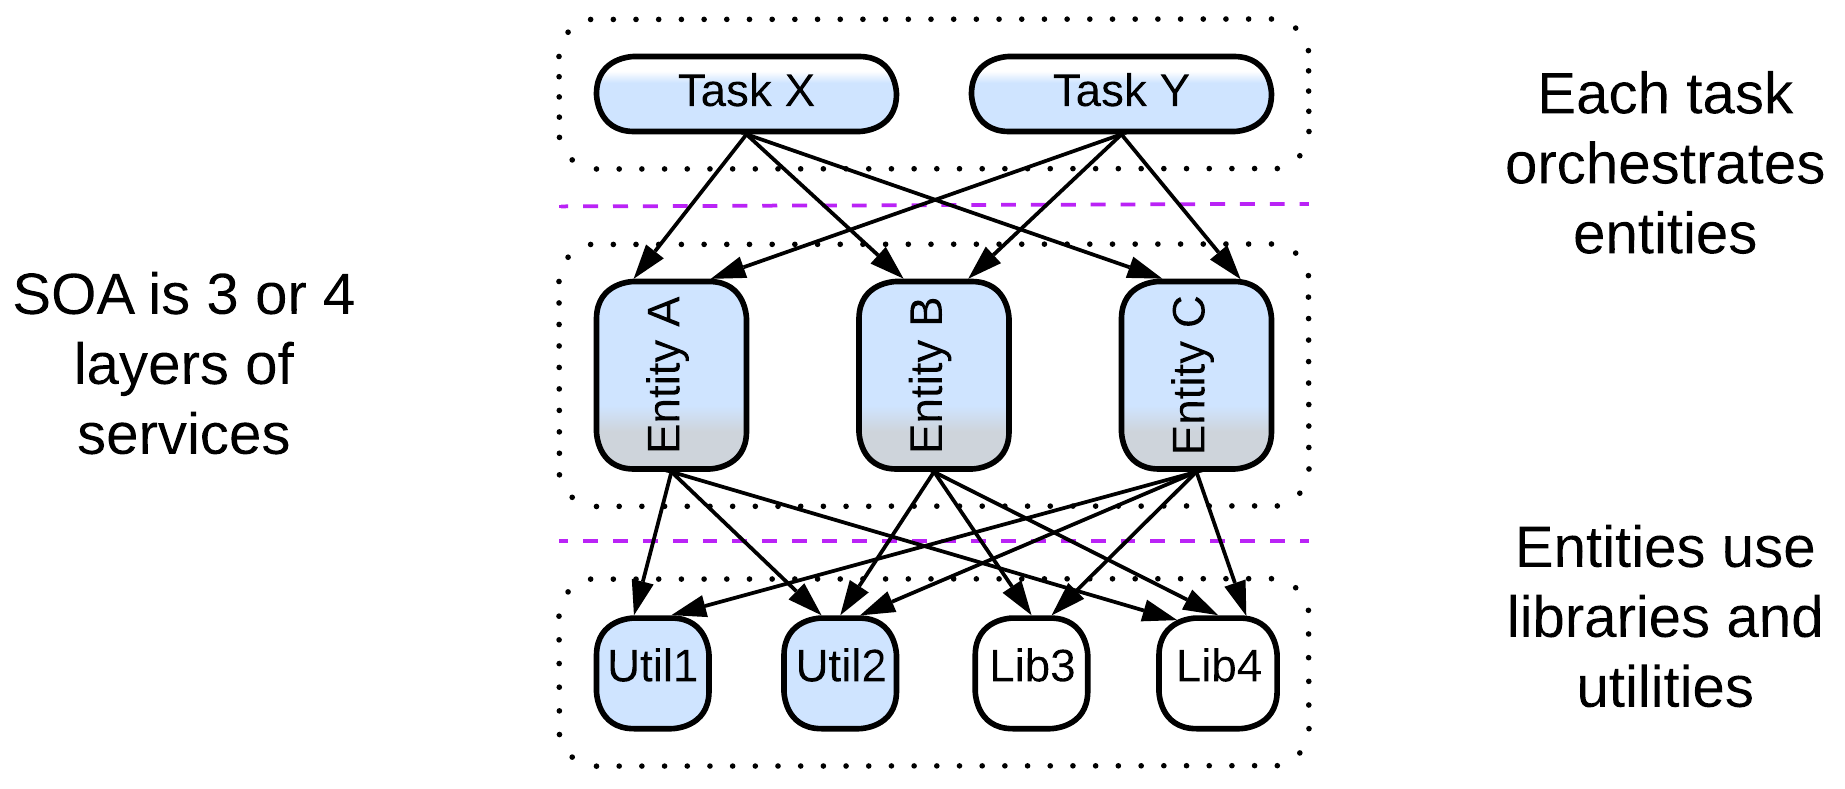 Task X
Task Y
Each task
orchestrates
entities
SOA is 3 or 4
layers of
services
Entity A
Entity B
Entity C
Entities use
libraries and
utilities
Util1
Util2
Lib3
Lib4